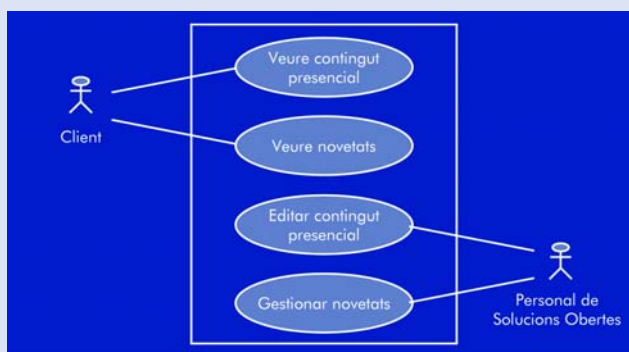 Veure contingut
presencial
Client
Veure novetats
Editar contingut
presencial
Gestionar novetats
Personal de
Solucions Obertes